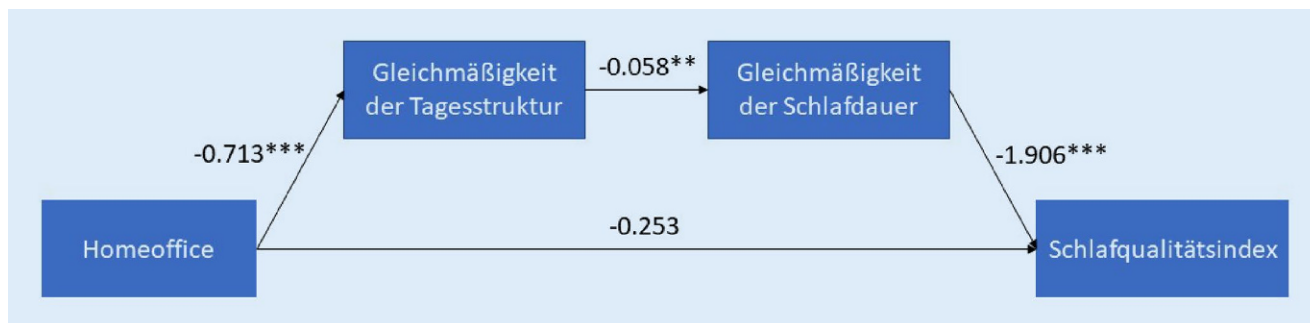 Gleichmäßigkeit
der Tagesstruktur
-0.058**
Gleichmäßigkeit
der Schlafdauer
-0.713***
-1.906***
Homeoffice
-0.253
Schlafqualitätsindex